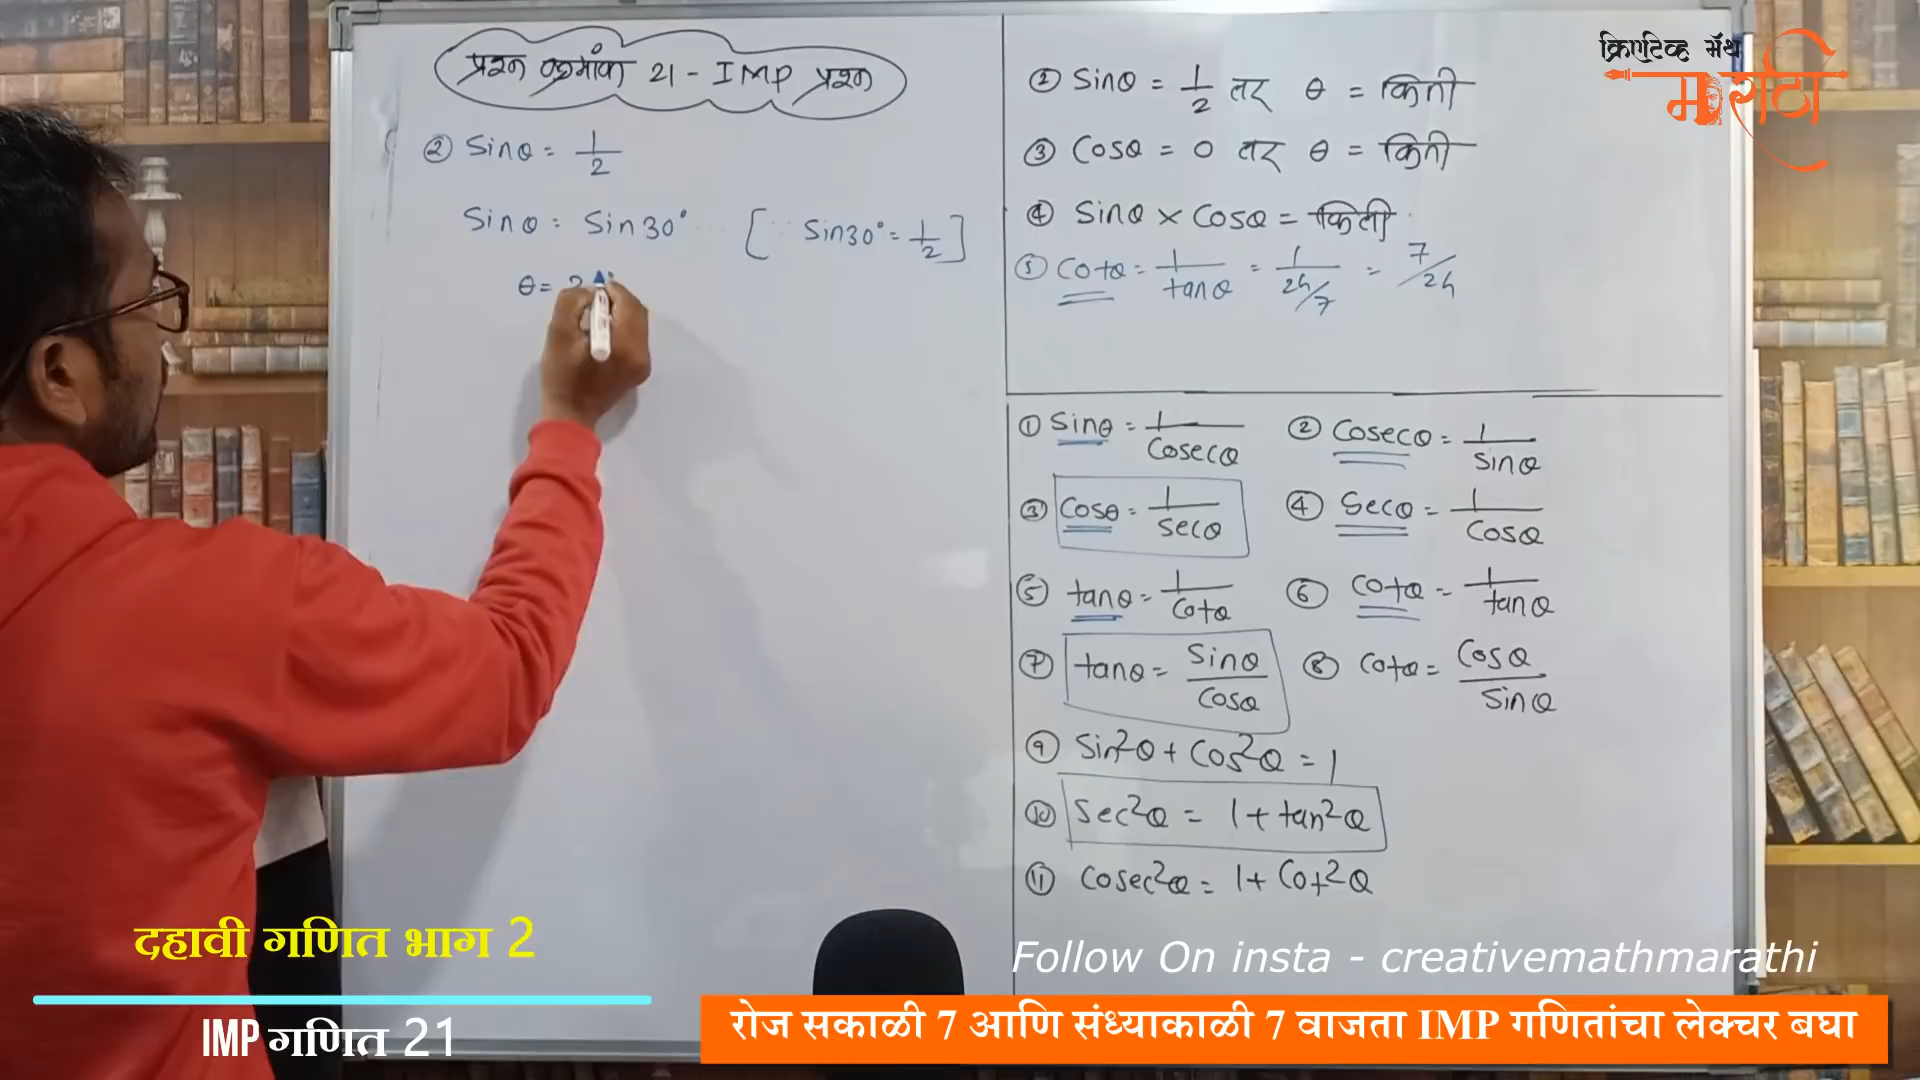 प्रश्न क्रमांक 21 - IMP प्रश्न
② Sinθ = 1/2
Sinθ = Sin30° [∵ Sin30° = 1/2]
θ = 3
② Sinθ = 1/2 तर θ = किती
③ Cosθ = 0 तर θ = किती
④ Sinθ × Cosθ = किती
⑤ Cotθ = 1/tanθ = 1/24/7 = 7/24
① Sinθ = 1/Cosecθ ② Cosecθ = 1/Sinθ
③ Cosθ = 1/Secθ ④ Secθ = 1/Cosθ
⑤ tanθ = 1/Cotθ ⑥ Cotθ = 1/tanθ
⑦ tanθ = Sinθ/Cosθ ⑧ Cotθ = Cosθ/Sinθ
⑨ Sin²θ + Cos²θ = 1
⑩ Sec²θ = 1 + tan²θ
⑪ Cosec²θ = 1 + Cot²θ
क्रिएटिव्ह मॅथ
मराठी
दहावी गणित भाग 2
IMP गणित 21
Follow On insta - creativemathmarathi
रोज सकाळी 7 आणि संध्याकाळी 7 वाजता IMP गणितांचा लेक्चर बघा